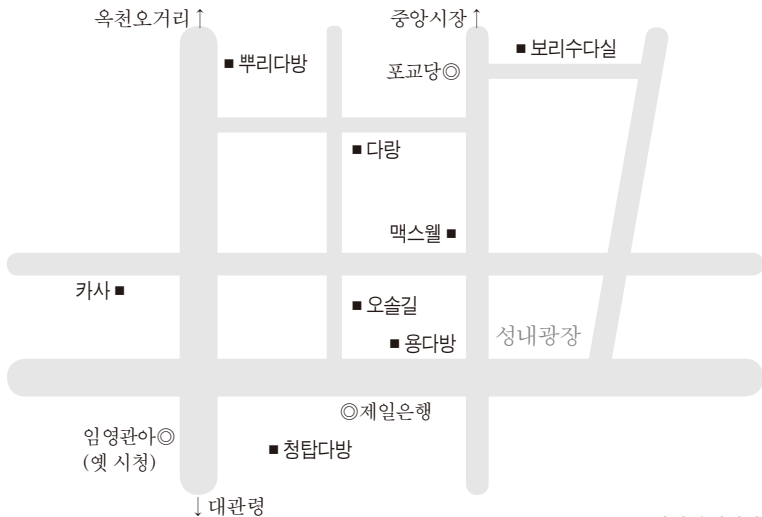 옥천오거리↑
중앙시장↑
■ 뿌리다방
포교당◎
■ 보리수다실
■ 다랑
맥스웰 ■
카사 ■
■ 오솔길
■ 용다방
성내광장
◎제일은행
임영관아◎
(옛 시청)
■ 청탑다방
↓대관령